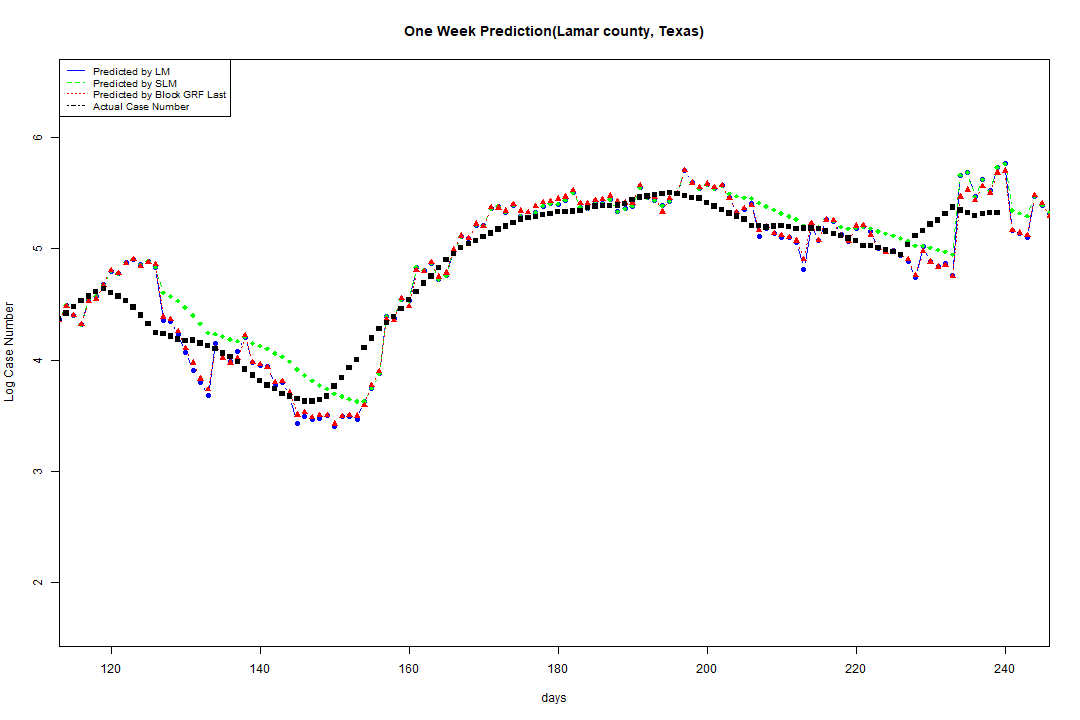 One Week Prediction(Lamar county, Texas)
Predicted by LM
Predicted by SLM
Predicted by Block GRF Last
Actual Case Number
6
5
4
3
2
Log Case Number
120 140 160 180 200 220 240
days